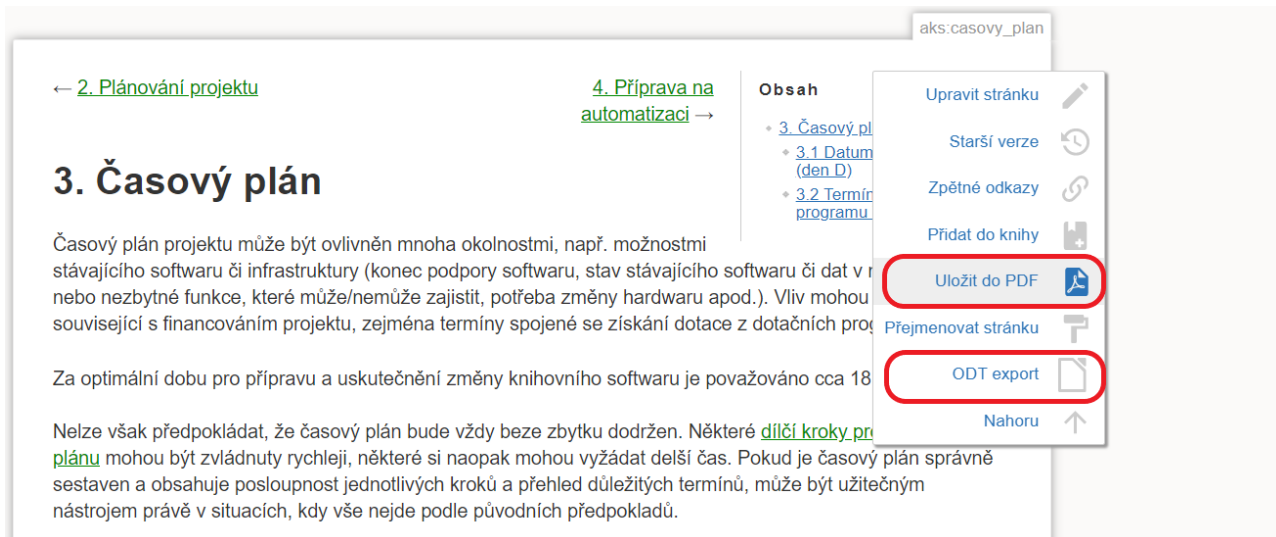 aks:casovy_plan
← 2. Plánování projektu
4. Příprava na
automatizaci →
Obsah
3. Časový pl
3.1 Datum
(den D)
3.2 Termín
programu
Upravit stránku
Starší verze
Zpětné odkazy
Přidat do knihy
Uložit do PDF
Přejmenovat stránku
ODT export
Nahoru
3. Časový plán
Časový plán projektu může být ovlivněn mnoha okolnostmi, např. možnostmi
stávajícího softwaru či infrastruktury (konec podpory softwaru, stav stávajícího softwaru či dat v
nebo nezbytné funkce, které může/nemůže zajistit, potřeba změny hardwaru apod.). Vliv mohou
související s financováním projektu, zejména termíny spojené se získání dotace z dotačních prog
Za optimální dobu pro přípravu a uskutečnění změny knihovního softwaru je považováno cca 18
Nelze však předpokládat, že časový plán bude vždy beze zbytku dodržen. Některé dílčí kroky pro
plánu mohou být zvládnuty rychleji, některé si naopak mohou vyžádat delší čas. Pokud je časový plán správně
sestaven a obsahuje posloupnost jednotlivých kroků a přehled důležitých termínů, může být užitečným
nástrojem právě v situacích, kdy vše nejde podle původních předpokladů.